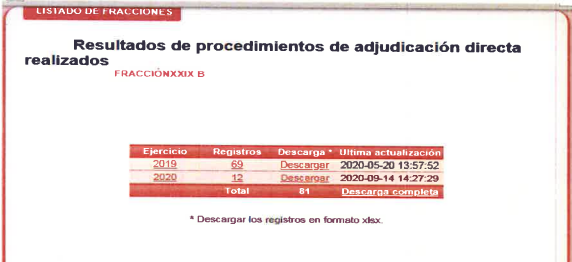 LISTADO DE FRACCIONES
Resultados de procedimientos de adjudicación directa
realizados
FRACCIÓNXXIX B
Ejercicio Registros Descarga * Ultima actualización
2019 69 Descargar 2020-05-20 13:57:52
2020 12 Descargar 2020-09-14 14:27:29
Total 81 Descarga completa
* Descargar los registros en formato xlsx.